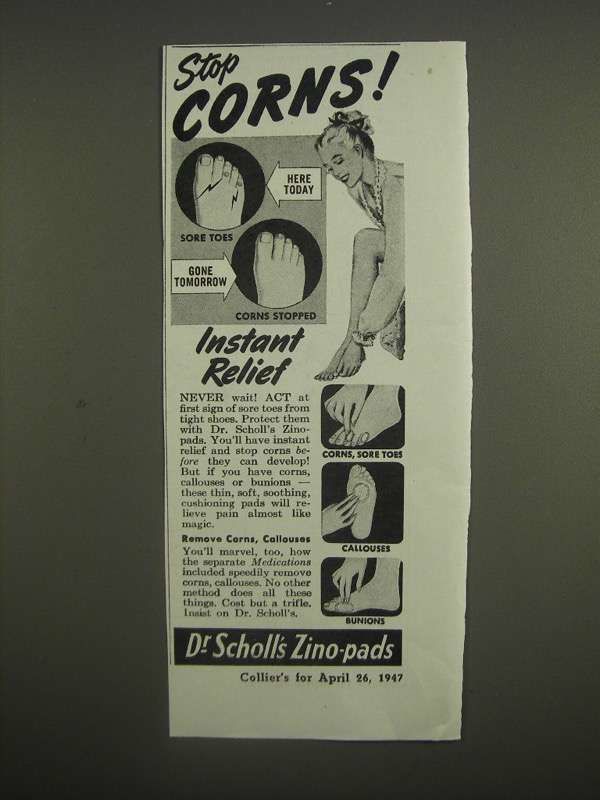 Stop
CORNS!
HERE
TODAY
SORE TOES
GONE
TOMORROW
CORNS STOPPED
Instant
Relief
NEVER wait! ACT at
first sign of sore toes from
tight shoes. Protect them
with Dr. Scholl's Zino-
pads. You'll have instant
relief and stop corns be-
fore they can develop!
But if you have corns,
callouses or bunions —
these thin, soft, soothing,
cushioning pads will re-
lieve pain almost like
magic.
Remove Corns, Callouses
You'll marvel, too, how
the separate Medications
included speedily remove
corns, callouses. No other
method does all these
things. Cost but a trifle.
Insist on Dr. Scholl's.
CORNS, SORE TOES
CALLOUSES
BUNIONS
Dr Scholl's Zino-pads
Collier's for April 26, 1947